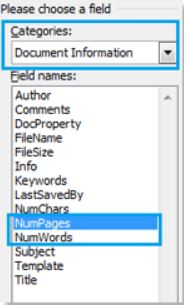 Please choose a field
Categories:
Document Information
Field names:
Author
Comments
DocProperty
FileName
FileSize
Info
Keywords
LastSavedBy
NumChars
NumPages
NumWords
Subject
Template
Title